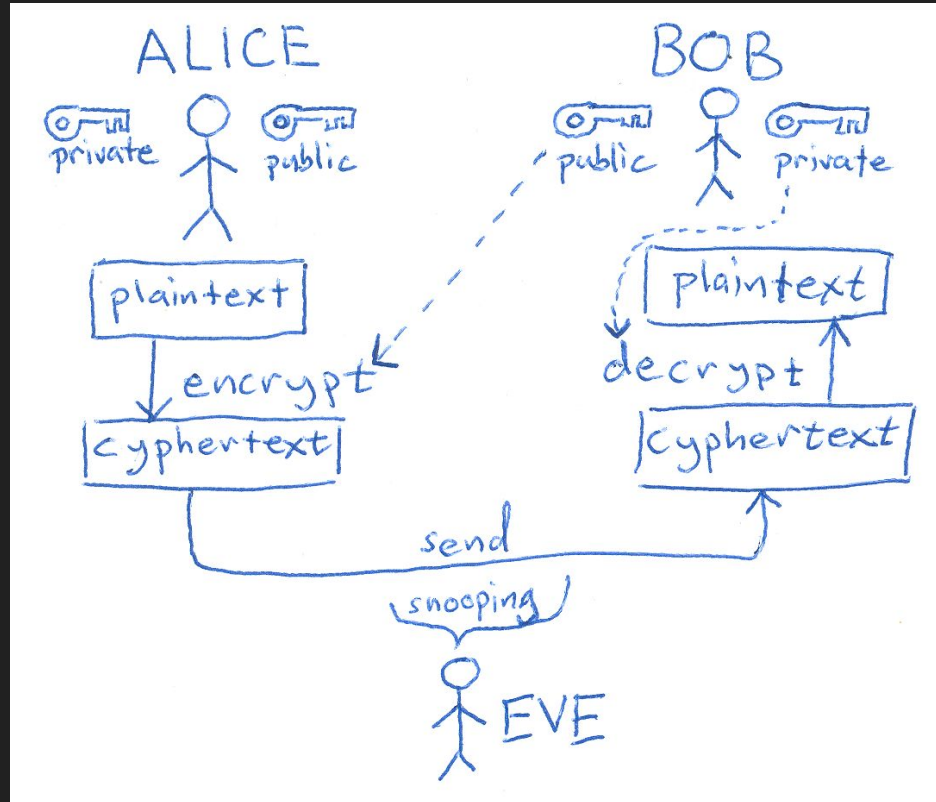 ALICE
BOB
private
public
public
private
plaintext
plaintext
encrypt
decrypt
cyphertext
cyphertext
send
snooping
EVE